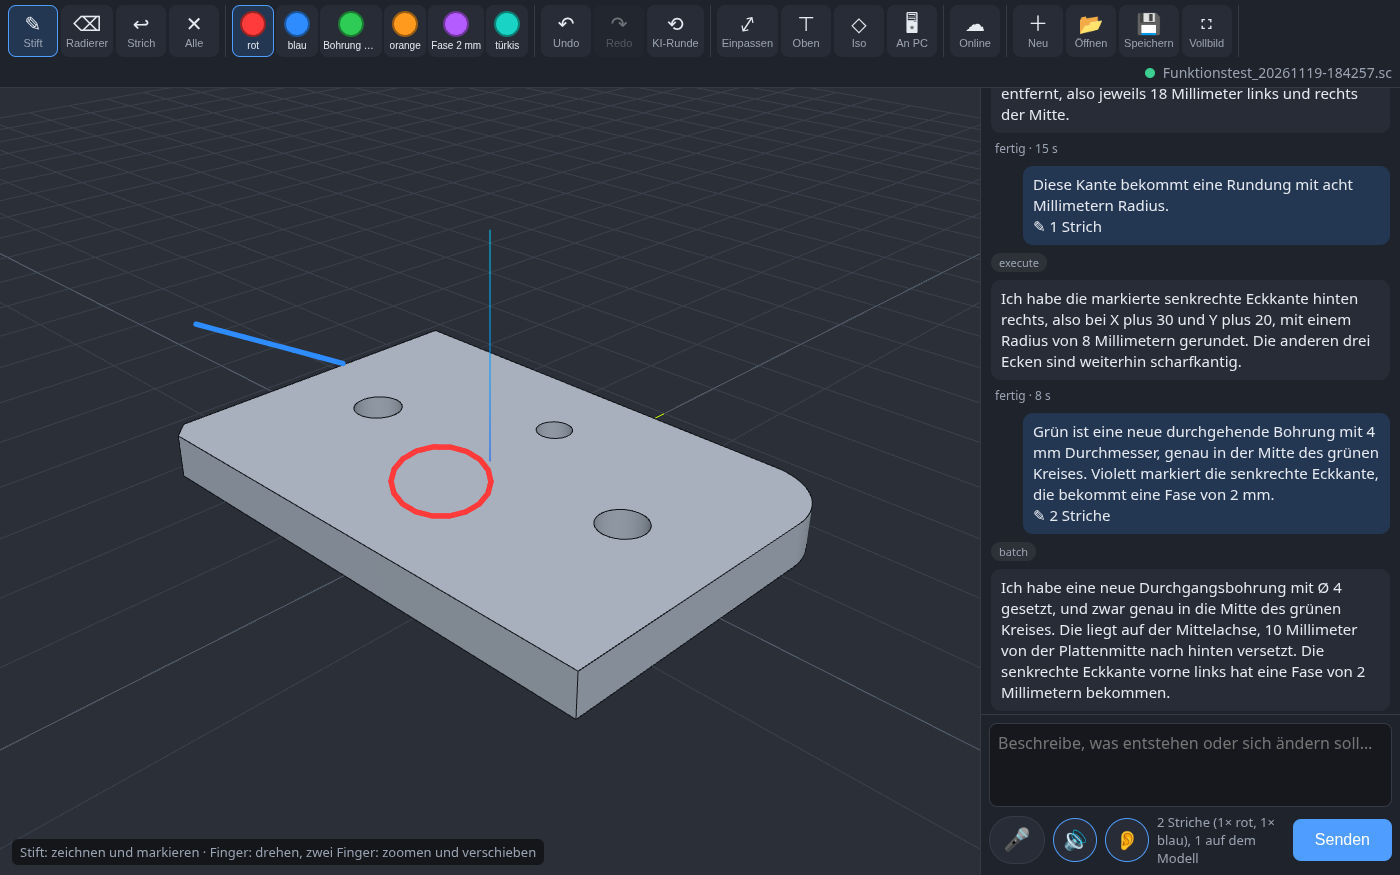 Stift
Radierer
Strich
Alle
rot
blau
Bohrung ...
orange
Fase 2 mm
türkis
Undo
Redo
KI-Runde
Einpassen
Oben
Iso
An PC
Online
Neu
Öffnen
Speichern
Vollbild
Funktionstest_20261119-184257.sc
entfernt, also jeweils 18 Millimeter links und rechts
der Mitte.
fertig · 15 s
Diese Kante bekommt eine Rundung mit acht
Millimetern Radius.
✎ 1 Strich
execute
Ich habe die markierte senkrechte Eckkante hinten
rechts, also bei X plus 30 und Y plus 20, mit einem
Radius von 8 Millimetern gerundet. Die anderen drei
Ecken sind weiterhin scharfkantig.
fertig · 8 s
Grün ist eine neue durchgehende Bohrung mit 4
mm Durchmesser, genau in der Mitte des grünen
Kreises. Violett markiert die senkrechte Eckkante,
die bekommt eine Fase von 2 mm.
✎ 2 Striche
batch
Ich habe eine neue Durchgangsbohrung mit Ø 4
gesetzt, und zwar genau in die Mitte des grünen
Kreises. Die liegt auf der Mittelachse, 10 Millimeter
von der Plattenmitte nach hinten versetzt. Die
senkrechte Eckkante vorne links hat eine Fase von 2
Millimetern bekommen.
Beschreibe, was entstehen oder sich ändern soll...
2 Striche (1× rot, 1×
blau), 1 auf dem
Modell
Senden
Stift: zeichnen und markieren · Finger: drehen, zwei Finger: zoomen und verschieben